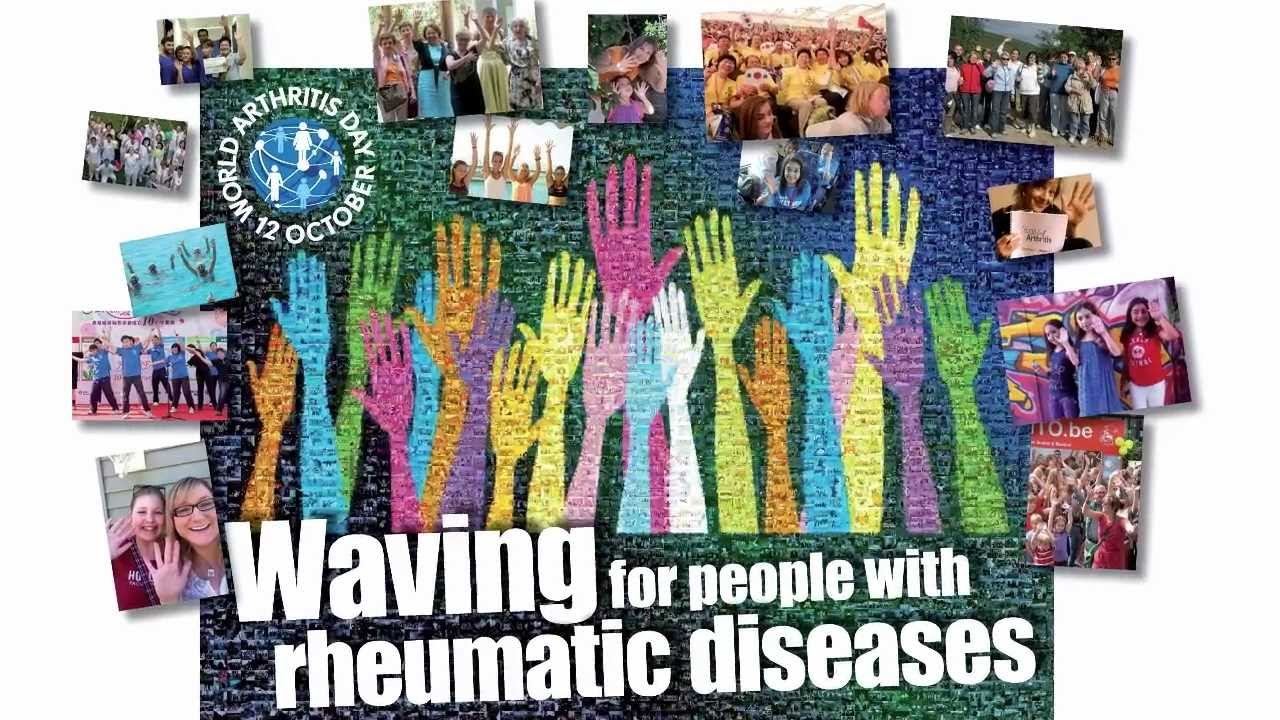 WORLD ARTHRITIS DAY
12 OCTOBER
Arthritis
TO.be
Waving for people with
rheumatic diseases